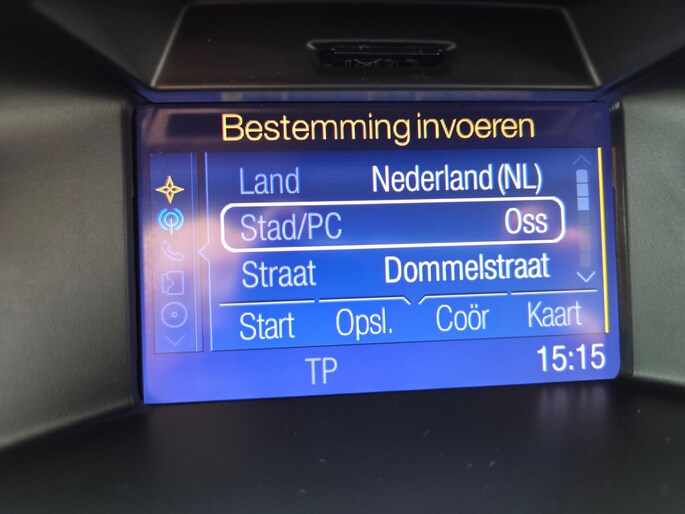 Bestemming invoeren
Land Nederland (NL)
Stad/PC Oss
Straat Dommelstraat
Start Opsl. Coör Kaart
TP 15:15